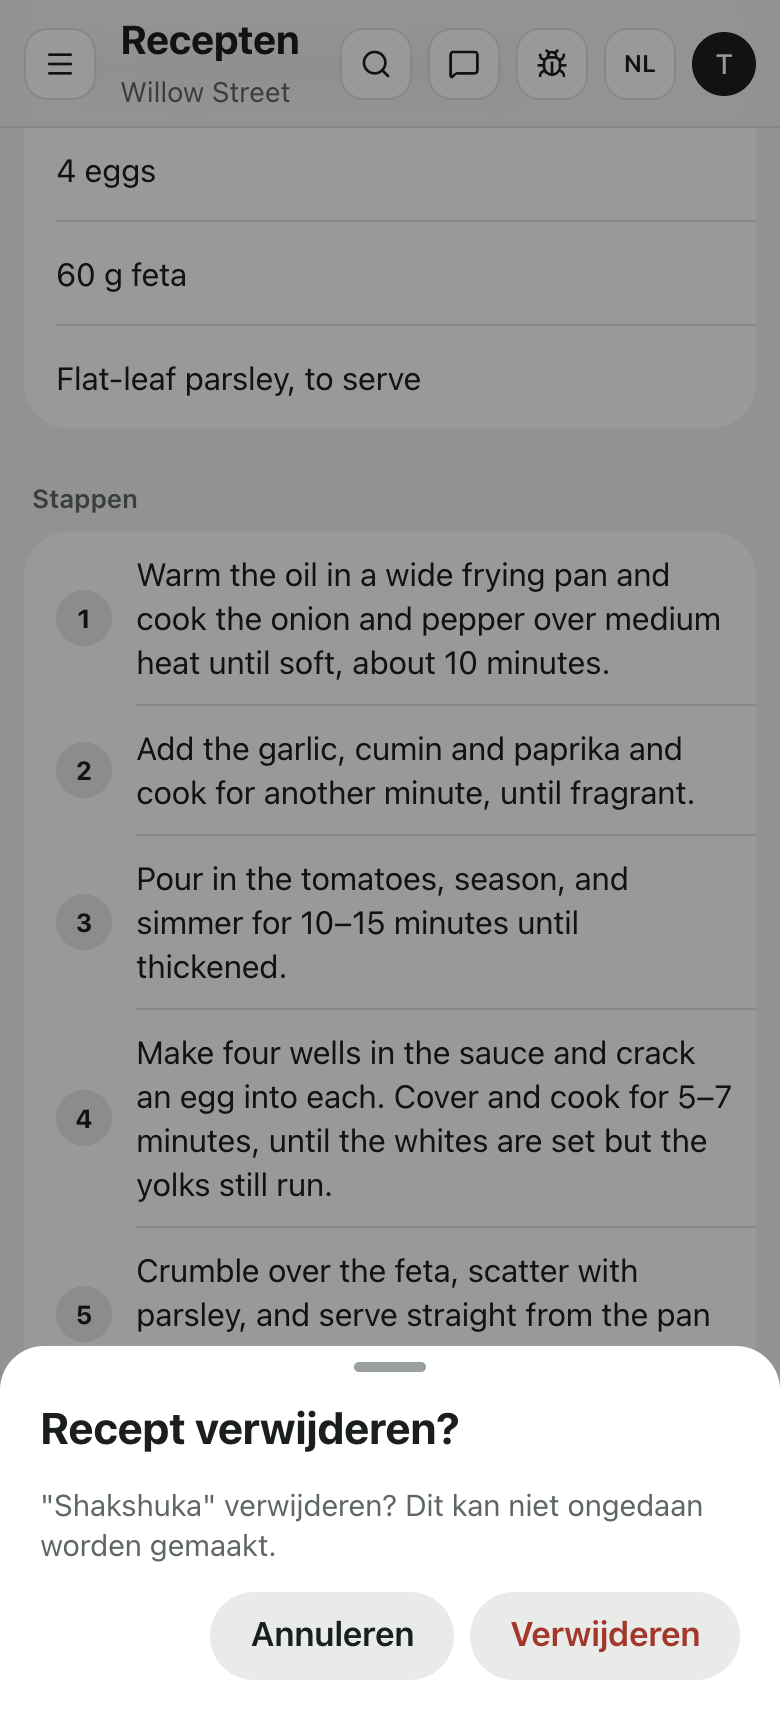 Recepten
Willow Street
NL
T
4 eggs
60 g feta
Flat-leaf parsley, to serve
Stappen
1
Warm the oil in a wide frying pan and
cook the onion and pepper over medium
heat until soft, about 10 minutes.
2
Add the garlic, cumin and paprika and
cook for another minute, until fragrant.
3
Pour in the tomatoes, season, and
simmer for 10–15 minutes until
thickened.
4
Make four wells in the sauce and crack
an egg into each. Cover and cook for 5–7
minutes, until the whites are set but the
yolks still run.
5
Crumble over the feta, scatter with
parsley, and serve straight from the pan
Recept verwijderen?
"Shakshuka" verwijderen? Dit kan niet ongedaan
worden gemaakt.
Annuleren
Verwijderen